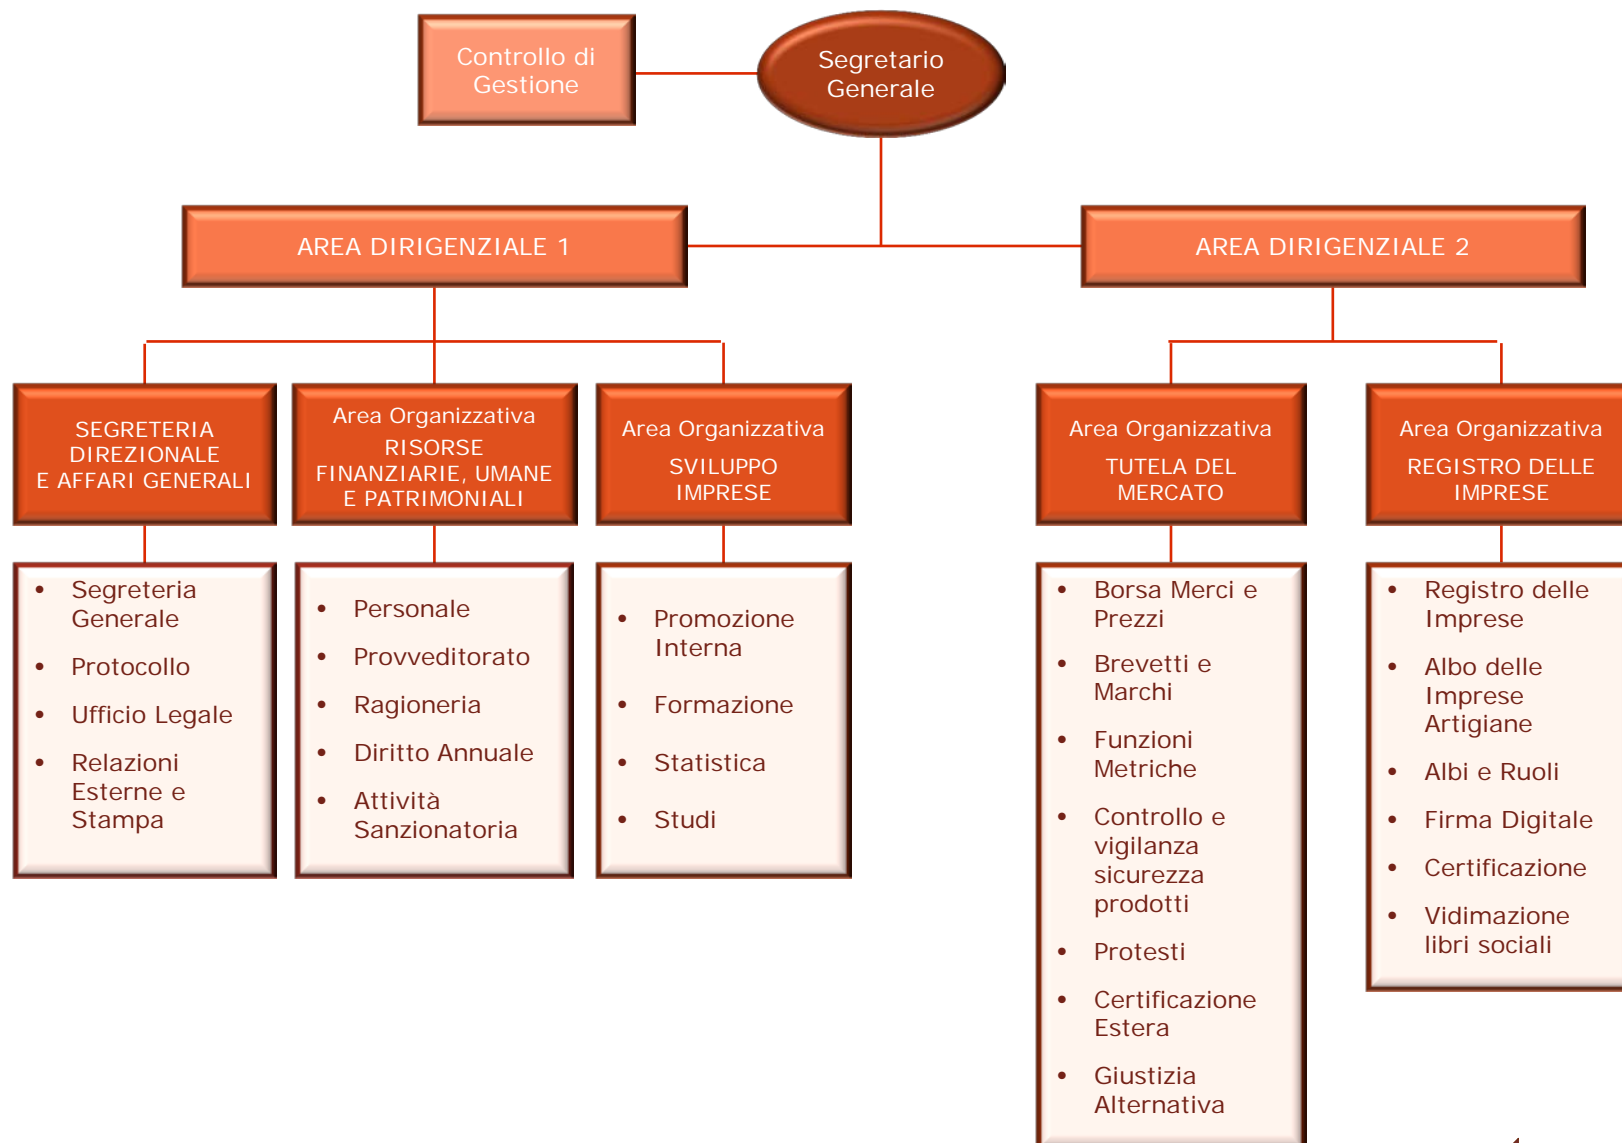 Controllo di
Gestione
Segretario
Generale
AREA DIRIGENZIALE 1
AREA DIRIGENZIALE 2
SEGRETERIA
DIREZIONALE
E AFFARI GENERALI
Area Organizzativa
RISORSE
FINANZIARIE, UMANE
E PATRIMONIALI
Area Organizzativa
SVILUPPO
IMPRESE
Area Organizzativa
TUTELA DEL
MERCATO
Area Organizzativa
REGISTRO DELLE
IMPRESE
• Segreteria
Generale
• Protocollo
• Ufficio Legale
• Relazioni
Esterne e
Stampa
• Personale
• Provveditorato
• Ragioneria
• Diritto Annuale
• Attività
Sanzionatoria
• Promozione
Interna
• Formazione
• Statistica
• Studi
• Borsa Merci e
Prezzi
• Brevetti e
Marchi
• Funzioni
Metriche
• Controllo e
vigilanza
sicurezza
prodotti
• Protesti
• Certificazione
Estera
• Giustizia
Alternativa
• Registro delle
Imprese
• Albo delle
Imprese
Artigiane
• Albi e Ruoli
• Firma Digitale
• Certificazione
• Vidimazione
libri sociali